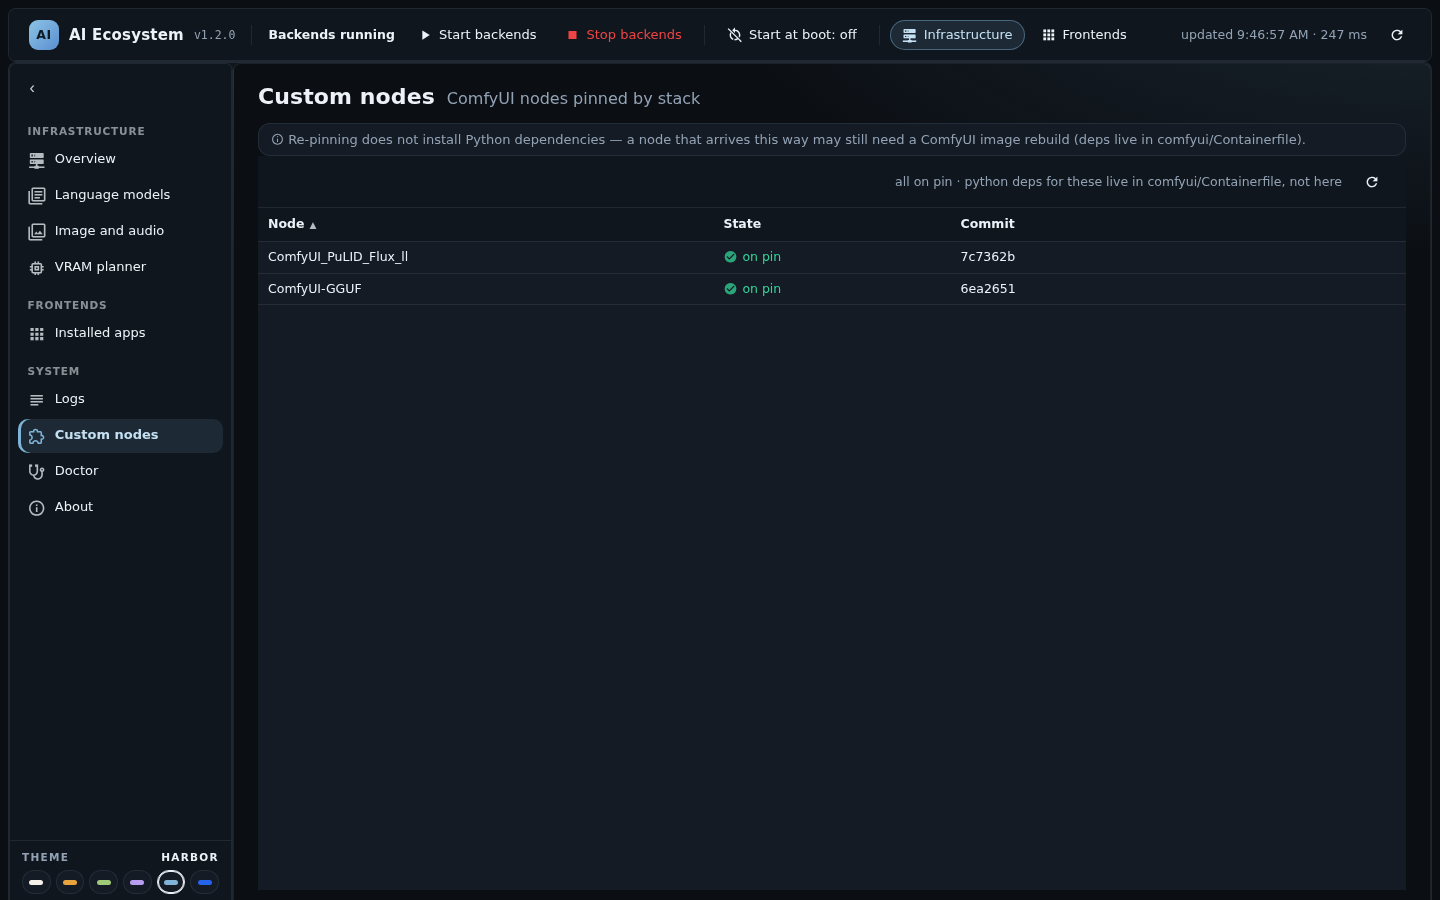 AI AI Ecosystem v1.2.0 Backends running Start backends Stop backends Start at boot: off Infrastructure Frontends updated 9:46:57 AM · 247 ms
‹
Custom nodes ComfyUI nodes pinned by stack
INFRASTRUCTURE
Overview
Language models
Image and audio
VRAM planner
FRONTENDS
Installed apps
SYSTEM
Logs
Custom nodes
Doctor
About
THEME HARBOR
Re-pinning does not install Python dependencies — a node that arrives this way may still need a ComfyUI image rebuild (deps live in comfyui/Containerfile).
all on pin · python deps for these live in comfyui/Containerfile, not here
Node ▲ State Commit
ComfyUI_PuLID_Flux_ll on pin 7c7362b
ComfyUI-GGUF on pin 6ea2651